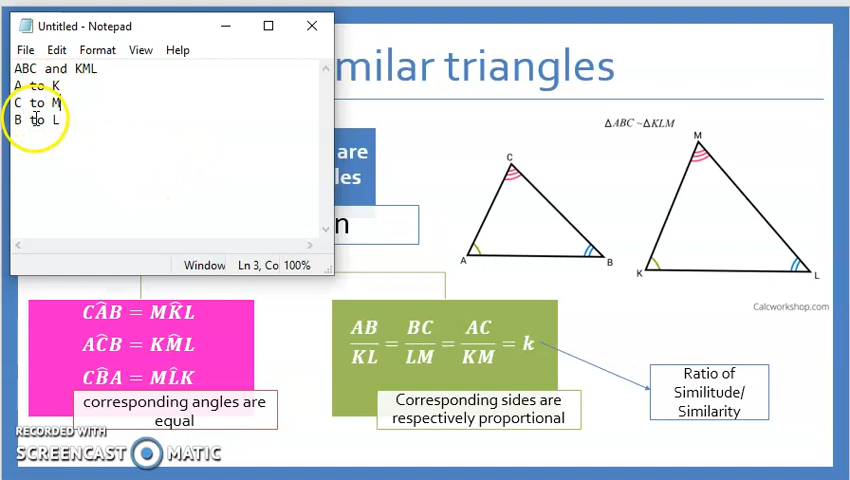 Untitled - Notepad
File Edit Format View Help
ABC and KML
A to K
C to M
B to L
Window Ln 3, Co 100%
milar triangles
are
les
n
ΔABC ~ΔKLM
C
A
B
M
K
L
Calcworkshop.com
CÂB = MK̂L
AĈB = KM̂L
CB̂A = ML̂K
corresponding angles are
equal
AB/KL = BC/LM = AC/KM = k
Corresponding sides are
respectively proportional
Ratio of
Similitude/
Similarity
RECORDED WITH
SCREENCAST MATIC